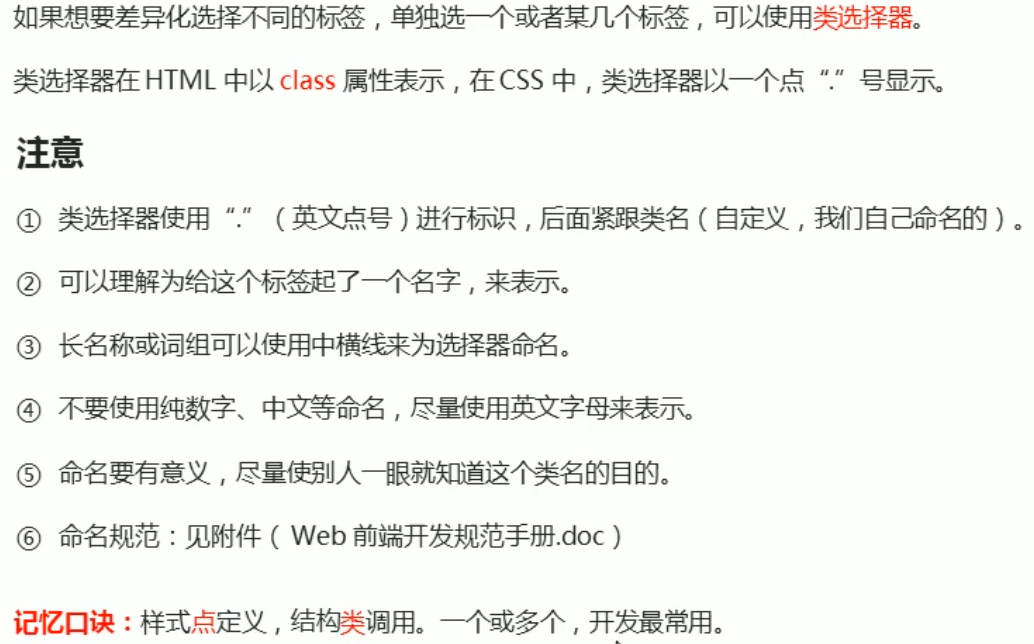 如果想要差异化选择不同的标签，单独选一个或者某几个标签，可以使用类选择器。
类选择器在 HTML 中以 class 属性表示，在 CSS 中，类选择器以一个点“.”号显示。
注意
① 类选择器使用“.”（英文点号）进行标识，后面紧跟类名（自定义，我们自己命名的）。
② 可以理解为给这个标签起了一个名字，来表示。
③ 长名称或词组可以使用中横线来为选择器命名。
④ 不要使用纯数字、中文等命名，尽量使用英文字母来表示。
⑤ 命名要有意义，尽量使别人一眼就知道这个类名的目的。
⑥ 命名规范：见附件（ Web 前端开发规范手册.doc ）
记忆口诀：样式点定义，结构类调用。一个或多个，开发最常用。